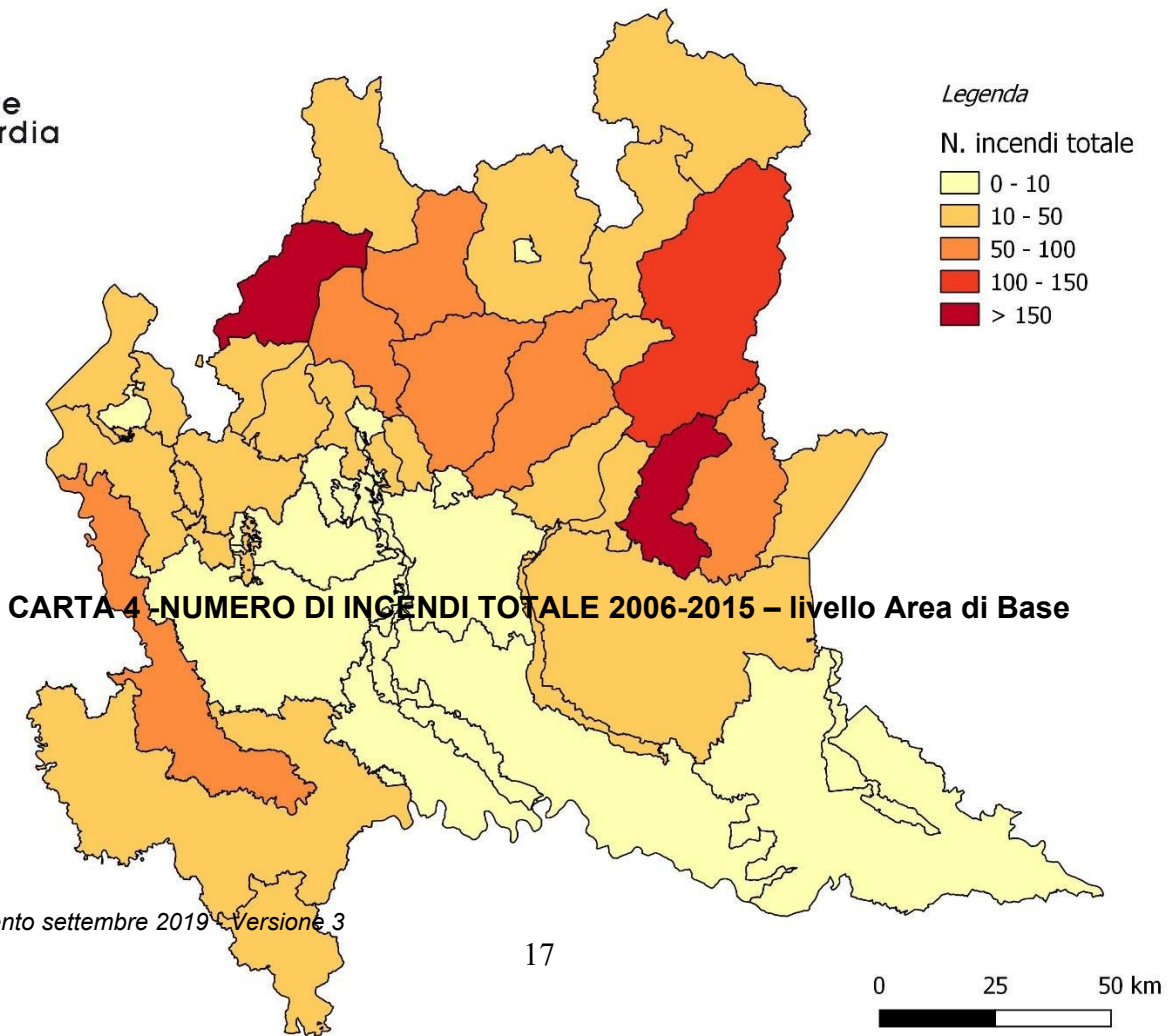 e
rdia
Legenda
N. incendi totale
0 - 10
10 - 50
50 - 100
100 - 150
> 150
CARTA 4 -NUMERO DI INCENDI TOTALE 2006-2015 – livello Area di Base
nto settembre 2019 - Versione 3
17
0 25 50 km